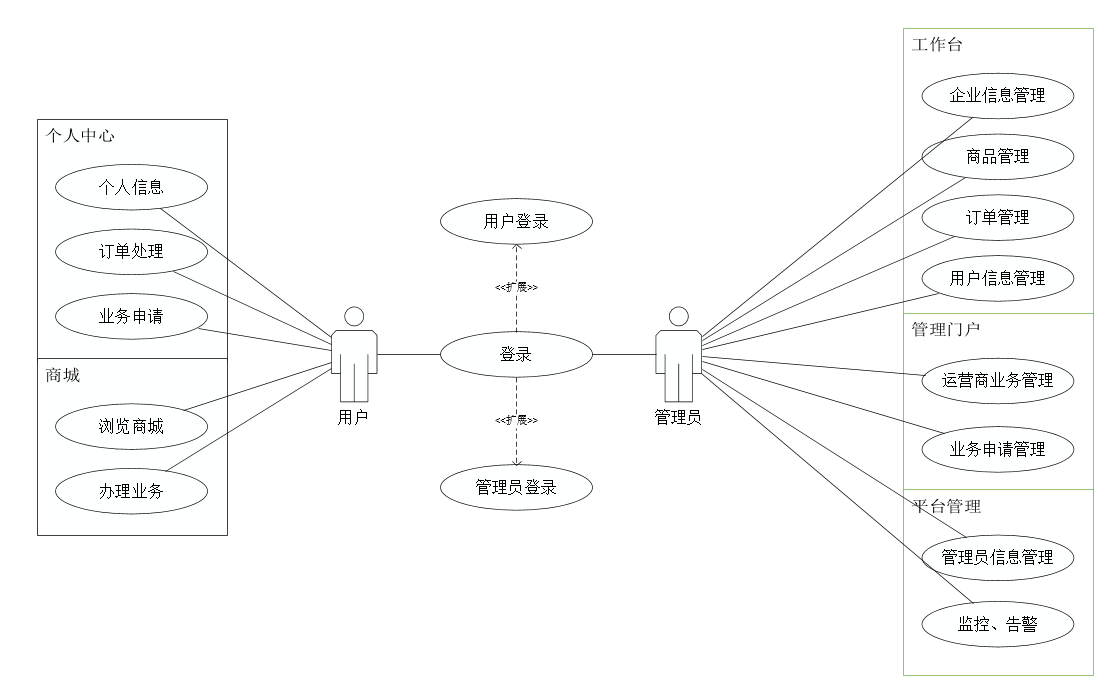 个人中心
个人信息
订单处理
业务申请
商城
浏览商城
办理业务
用户
用户登录
<<扩展>>
登录
<<扩展>>
管理员登录
管理员
工作台
企业信息管理
商品管理
订单管理
用户信息管理
管理门户
运营商业务管理
业务申请管理
平台管理
管理员信息管理
监控、告警